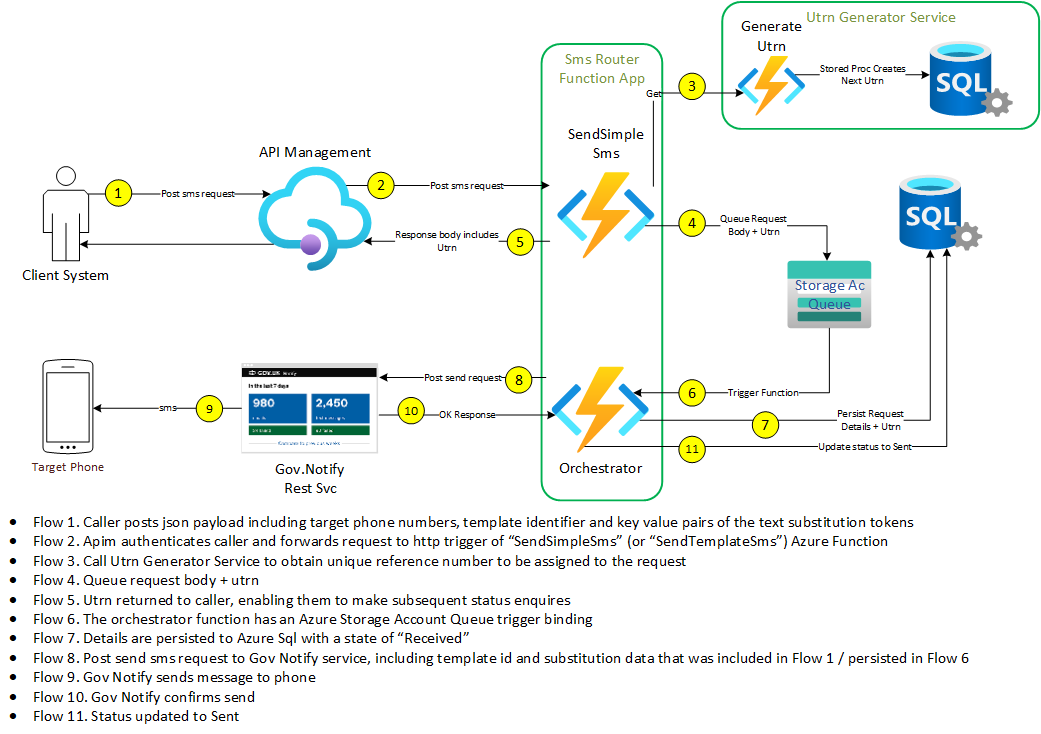 Utrn Generator Service
Generate
Utrn
Stored Proc Creates
Next Utrn
SQL
Sms Router
Function App
Get
3
SendSimple
Sms
API Management
1
Post sms request
2
Post sms request
Response body includes
Utrn
5
4
Queue Request
Body + Utrn
SQL
Client System
Storage Ac
Queue
GOV.UK Notify
In the last 7 days
980
2,450
Post send request
8
6
Trigger Function
sms
9
10
OK Response
7
Persist Request
Details + Utrn
11
Update status to Sent
Target Phone
Gov.Notify
Rest Svc
Orchestrator
• Flow 1. Caller posts json payload including target phone numbers, template identifier and key value pairs of the text substitution tokens
• Flow 2. Apim authenticates caller and forwards request to http trigger of “SendSimpleSms” (or “SendTemplateSms”) Azure Function
• Flow 3. Call Utrn Generator Service to obtain unique reference number to be assigned to the request
• Flow 4. Queue request body + utrn
• Flow 5. Utrn returned to caller, enabling them to make subsequent status enquires
• Flow 6. The orchestrator function has an Azure Storage Account Queue trigger binding
• Flow 7. Details are persisted to Azure Sql with a state of “Received”
• Flow 8. Post send sms request to Gov Notify service, including template id and substitution data that was included in Flow 1 / persisted in Flow 6
• Flow 9. Gov Notify sends message to phone
• Flow 10. Gov Notify confirms send
• Flow 11. Status updated to Sent